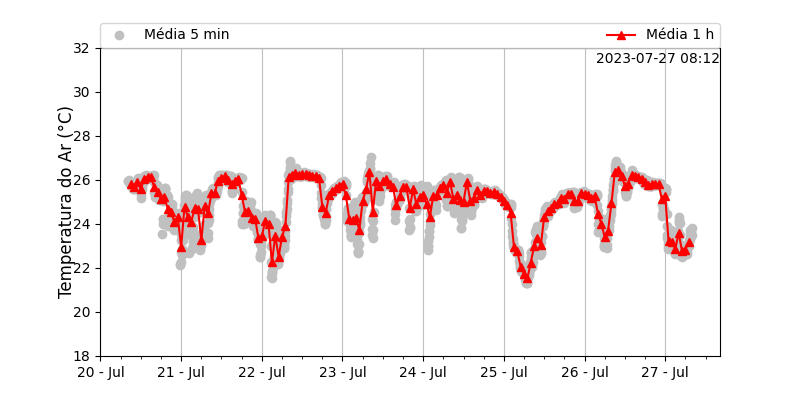 Média 5 min
Média 1 h
2023-07-27 08:12
Temperatura do Ar (°C)
32
30
28
26
24
22
20
18
20 - Jul
21 - Jul
22 - Jul
23 - Jul
24 - Jul
25 - Jul
26 - Jul
27 - Jul